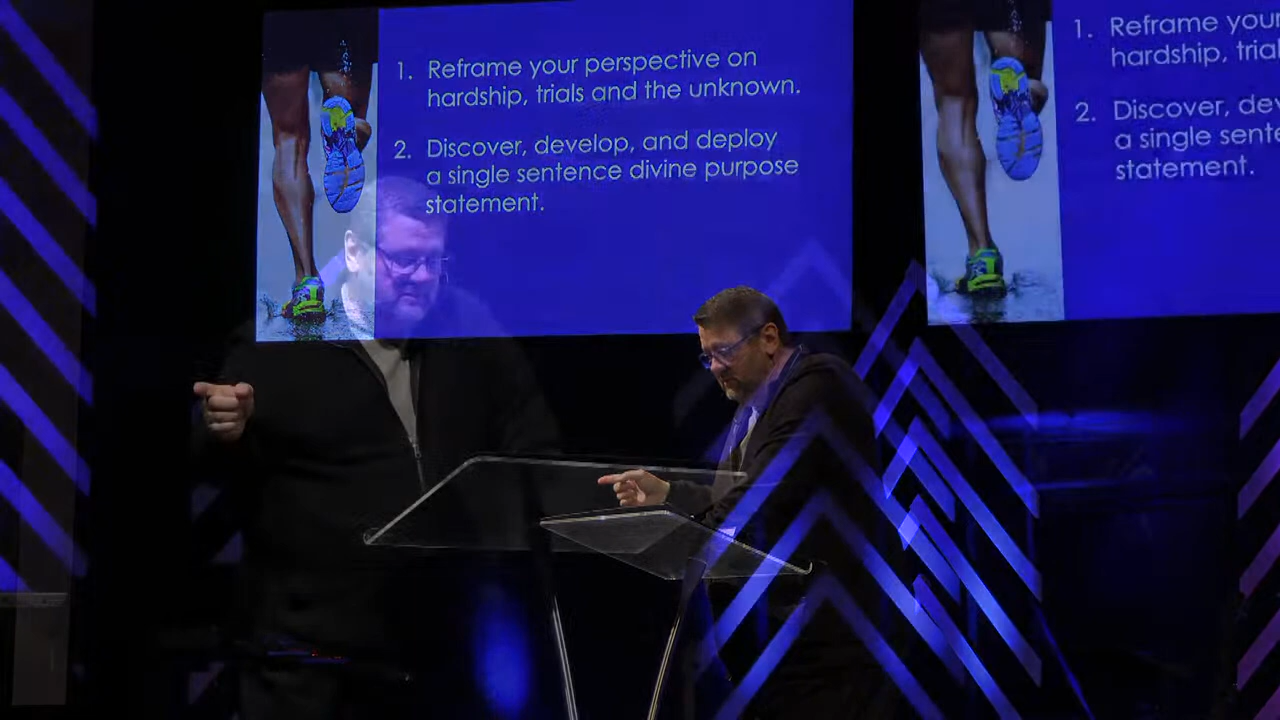 1. Reframe your perspective on
hardship, trials and the unknown.
2. Discover, develop, and deploy
a single sentence divine purpose
statement.
1. Reframe your
hardship, trial
2. Discover, dev
a single sente
statement.